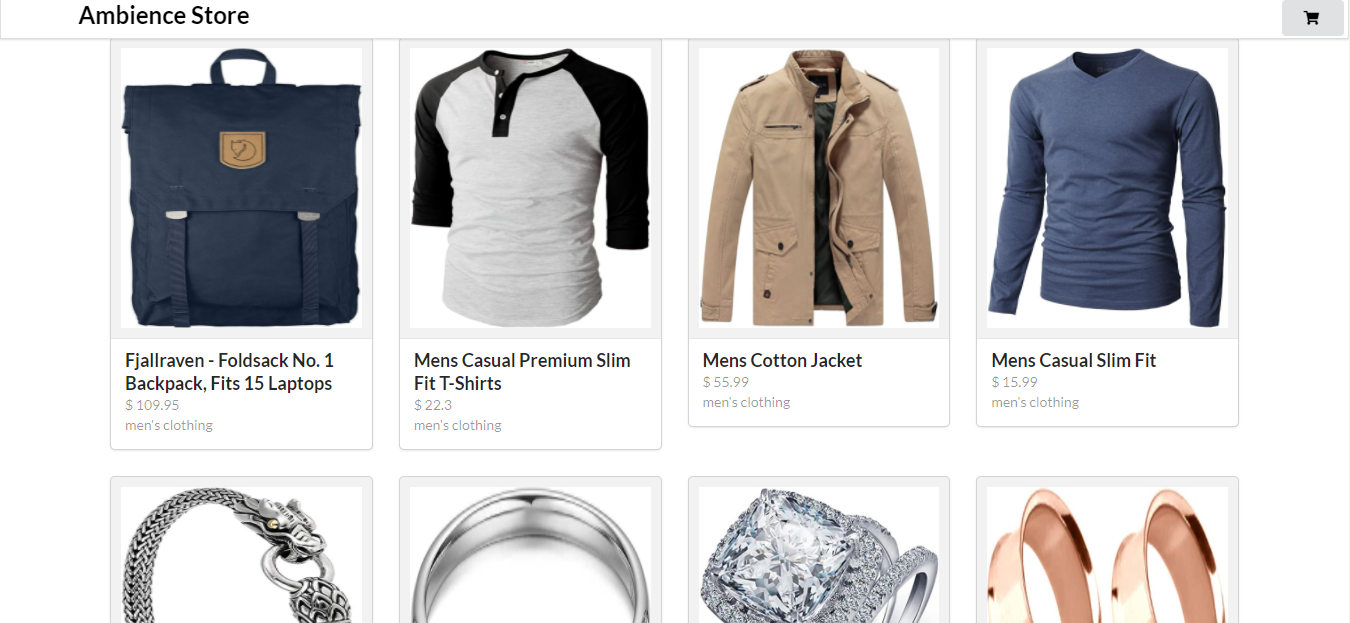 Ambience Store
Fjallraven - Foldsack No. 1
Backpack, Fits 15 Laptops
$ 109.95
men's clothing
Mens Casual Premium Slim
Fit T-Shirts
$ 22.3
men's clothing
Mens Cotton Jacket
$ 55.99
men's clothing
Mens Casual Slim Fit
$ 15.99
men's clothing